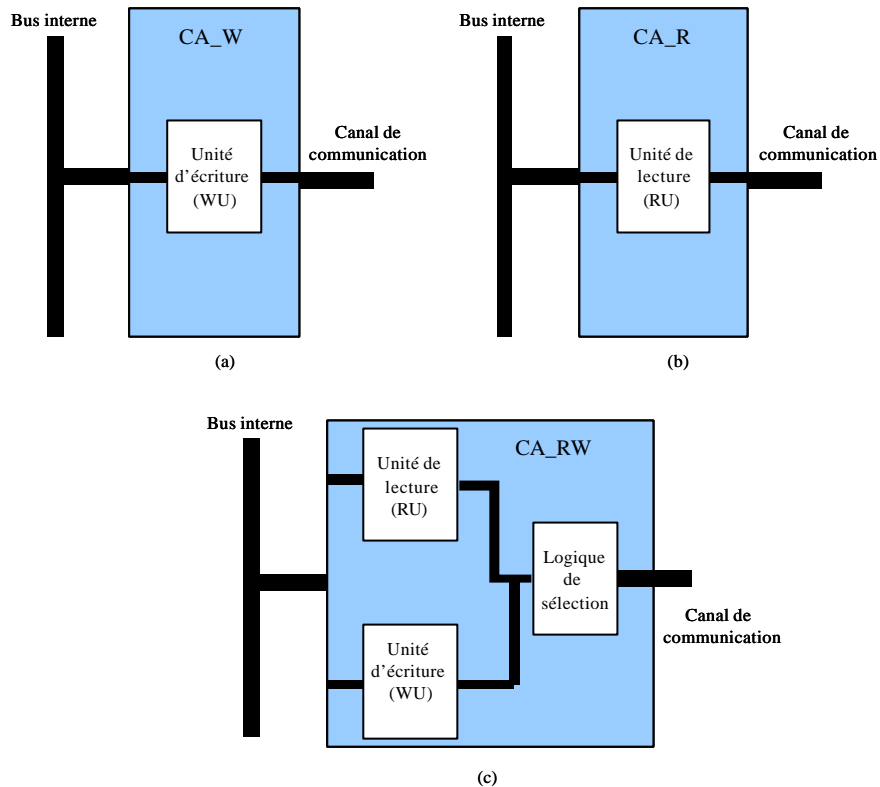 Bus interne
CA_W
Unité
d'écriture
(WU)
Canal de
communication
(a)
Bus interne
CA_R
Unité de
lecture
(RU)
Canal de
communication
(b)
Bus interne
CA_RW
Unité de
lecture
(RU)
Logique
de
sélection
Unité
d'écriture
(WU)
Canal de
communication
(c)